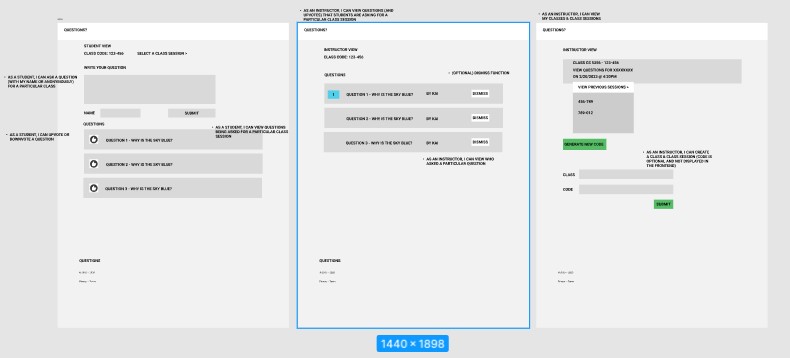 QUESTIONS?
STUDENT VIEW
CLASS CODE: 123-456
SELECT A CLASS SESSION >
WRITE YOUR QUESTION
• AS A STUDENT, I CAN ASK A QUESTION
(WITH MY NAME OR ANONYMOUSLY)
FOR A PARTICULAR CLASS
NAME
SUBMIT
QUESTIONS
• AS A STUDENT, I CAN VIEW QUESTIONS
BEING ASKED FOR A PARTICULAR CLASS
SESSION
• AS A STUDENT, I CAN UPVOTE OR
DOWNVOTE A QUESTION
QUESTION 1 - WHY IS THE SKY BLUE?
QUESTION 2 - WHY IS THE SKY BLUE?
QUESTION 3 - WHY IS THE SKY BLUE?
QUESTIONS
• AS AN INSTRUCTOR, I CAN VIEW QUESTIONS (AND
UPVOTES) THAT STUDENTS ARE ASKING FOR A
PARTICULAR CLASS SESSION
QUESTIONS?
INSTRUCTOR VIEW
CLASS CODE: 123-456
• (OPTIONAL) DISMISS FUNCTION
QUESTIONS
1
QUESTION 1 - WHY IS THE SKY BLUE?
BY KAI
DISMISS
QUESTION 2 - WHY IS THE SKY BLUE?
BY KAI
DISMISS
QUESTION 3 - WHY IS THE SKY BLUE?
BY KAI
DISMISS
• AS AN INSTRUCTOR, I CAN VIEW WHO
ASKED A PARTICULAR QUESTION
QUESTIONS
• AS AN INSTRUCTOR, I CAN VIEW
MY CLASSES & CLASS SESSIONS
QUESTIONS?
INSTRUCTOR VIEW
VIEW QUESTIONS FOR XXXXXXXX
ON 2/28/2023 @ 4:30PM
VIEW PREVIOUS SESSIONS >
456-789
789-012
GENERATE NEW CODE
• AS AN INSTRUCTOR, I CAN CREATE
A CLASS & CLASS SESSION (CODE IS
OPTIONAL AND NOT DISPLAYED IN
THE FRONTEND)
CLASS
CODE
SUBMIT
1440 × 1898